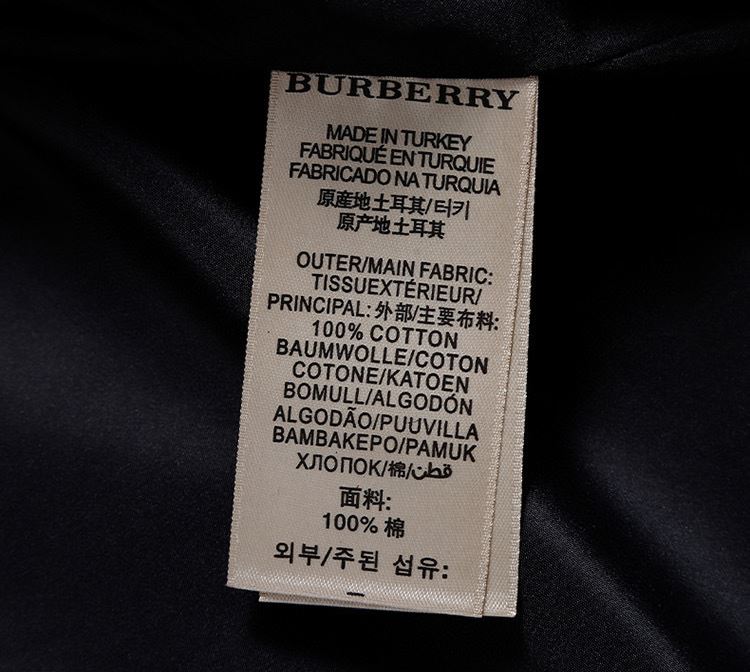 BURBERRY
MADE IN TURKEY
FABRIQUÉ EN TURQUIE
FABRICADO NA TURQUIA
原産地土耳其/터키
原产地土耳其
OUTER/MAIN FABRIC:
TISSUEXTÉRIEUR/
PRINCIPAL:外部/主要布料:
100% COTTON
BAUMWOLLE/COTON
COTONE/KATOEN
BOMULL/ALGODÓN
ALGODÃO/PUUVILLA
BAMBAKEPO/PAMUK
ХЛОПОК/棉/قطن
面料:
100% 棉
외부/주된 섬유: